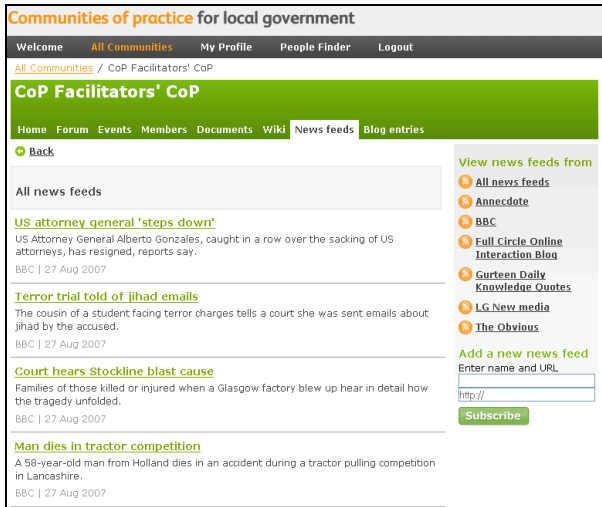 Communities of practice for local government
Welcome All Communities My Profile People Finder Logout
All Communities / CoP Facilitators' CoP
CoP Facilitators' CoP
Home Forum Events Members Documents Wiki News feeds Blog entries
Back
All news feeds
US attorney general 'steps down'
US Attorney General Alberto Gonzales, caught in a row over the sacking of US
attorneys, has resigned, reports say.
BBC | 27 Aug 2007
Terror trial told of jihad emails
The cousin of a student facing terror charges tells a court she was sent emails about
jihad by the accused.
BBC | 27 Aug 2007
Court hears Stockline blast cause
Families of those killed or injured when a Glasgow factory blew up hear in detail how
the tragedy unfolded.
BBC | 27 Aug 2007
Man dies in tractor competition
A 58-year-old man from Holland dies in an accident during a tractor pulling competition
in Lancashire.
BBC | 27 Aug 2007
View news feeds from
All news feeds
Annecdote
BBC
Full Circle Online
Interaction Blog
Gurteen Daily
Knowledge Quotes
LG New media
The Obvious
Add a new news feed
Enter name and URL
http://
Subscribe